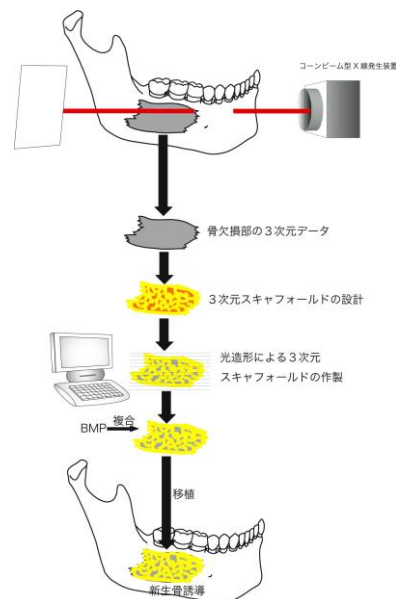 コーンビーム型X線発生装置
骨欠損部の3次元データ
3次元スキャフォールドの設計
光造形による3次元
スキャフォールドの作製
複合
BMP
移植
新生骨誘導